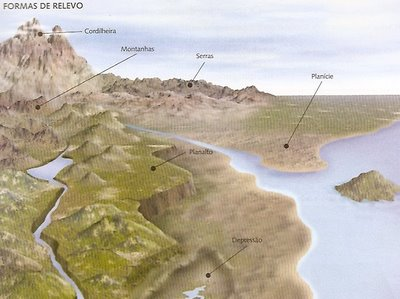 FORMAS DE RELEVO
Cordilheira
Montanhas
Serras
Planície
Planalto
Depressão